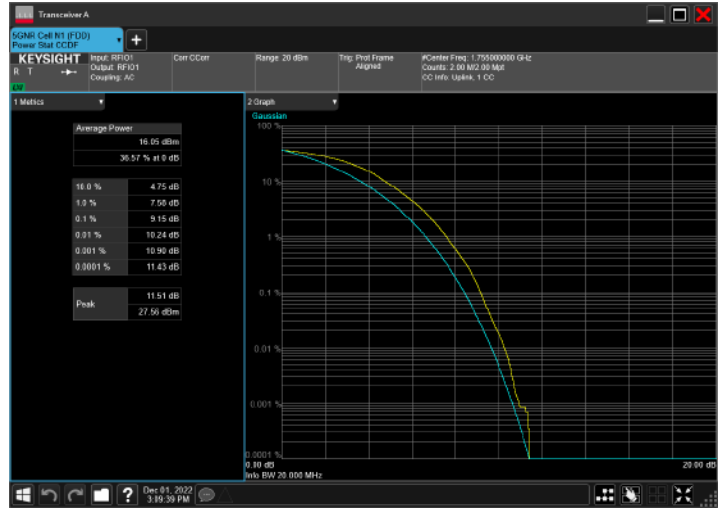 Transceiver A
5GNR Cell N1 (FDD)
Power Stat CCDF
KEYSIGHT
R T
LXI
Input: RFIO1
Output: RFIO1
Coupling: AC
Corr CCorr
Range: 20 dBm
Trig: Prot Frame
Aligned
#Center Freq: 1.755000000 GHz
Counts: 2.00 M/2.00 Mpt
CC Info: Uplink, 1 CC
1 Metrics
Average Power
16.05 dBm
36.57 % at 0 dB
10.0 % 4.75 dB
1.0 % 7.58 dB
0.1 % 9.15 dB
0.01 % 10.24 dB
0.001 % 10.90 dB
0.0001 % 11.43 dB
Peak
11.51 dB
27.56 dBm
2 Graph
Gaussian
100 %
10 %
1 %
0.1 %
0.01 %
0.001 %
0.0001 %
0.00 dB
20.00 dB
Info BW 20.000 MHz
Dec 01, 2022
3:19:39 PM